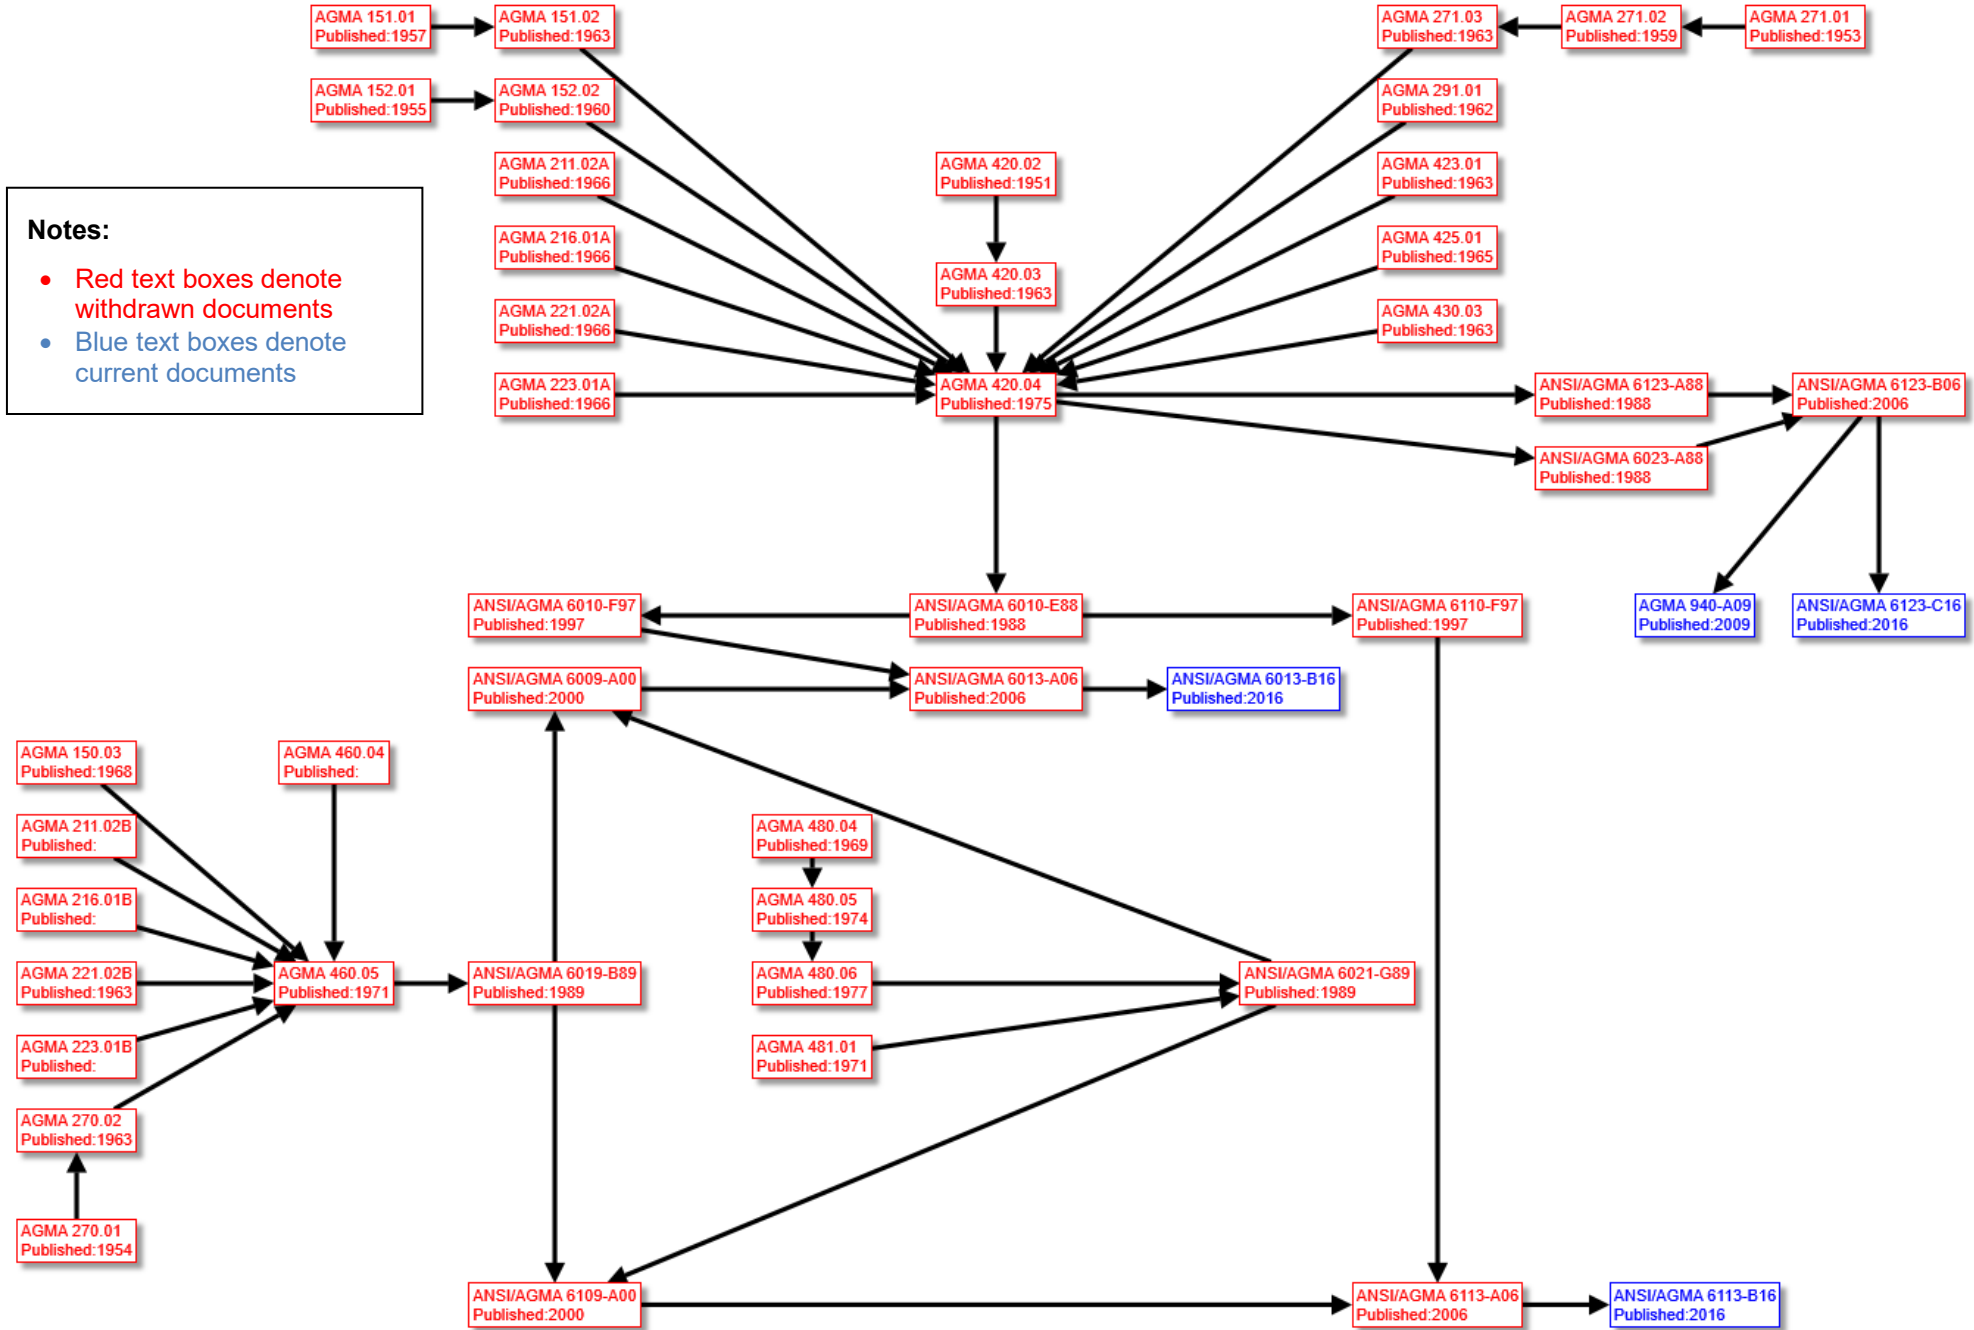 AGMA 151.01
Published:1957
AGMA 151.02
Published:1963
AGMA 271.03
Published:1963
AGMA 271.02
Published:1959
AGMA 271.01
Published:1953
AGMA 152.01
Published:1955
AGMA 152.02
Published:1960
AGMA 291.01
Published:1962
AGMA 211.02A
Published:1966
AGMA 420.02
Published:1951
AGMA 423.01
Published:1963
Notes:
• Red text boxes denote
withdrawn documents
• Blue text boxes denote
current documents
AGMA 216.01A
Published:1966
AGMA 425.01
Published:1965
AGMA 420.03
Published:1963
AGMA 221.02A
Published:1966
AGMA 430.03
Published:1963
AGMA 223.01A
Published:1966
AGMA 420.04
Published:1975
ANSI/AGMA 6123-A88
Published:1988
ANSI/AGMA 6123-B06
Published:2006
ANSI/AGMA 6023-A88
Published:1988
ANSI/AGMA 6010-F97
Published:1997
ANSI/AGMA 6010-E88
Published:1988
ANSI/AGMA 6110-F97
Published:1997
AGMA 940-A09
Published:2009
ANSI/AGMA 6123-C16
Published:2016
ANSI/AGMA 6009-A00
Published:2000
ANSI/AGMA 6013-A06
Published:2006
ANSI/AGMA 6013-B16
Published:2016
AGMA 150.03
Published:1968
AGMA 460.04
Published:
AGMA 211.02B
Published:
AGMA 480.04
Published:1969
AGMA 216.01B
Published:
AGMA 480.05
Published:1974
AGMA 221.02B
Published:1963
AGMA 460.05
Published:1971
ANSI/AGMA 6019-B89
Published:1989
AGMA 480.06
Published:1977
ANSI/AGMA 6021-G89
Published:1989
AGMA 223.01B
Published:
AGMA 481.01
Published:1971
AGMA 270.02
Published:1963
AGMA 270.01
Published:1954
ANSI/AGMA 6109-A00
Published:2000
ANSI/AGMA 6113-A06
Published:2006
ANSI/AGMA 6113-B16
Published:2016